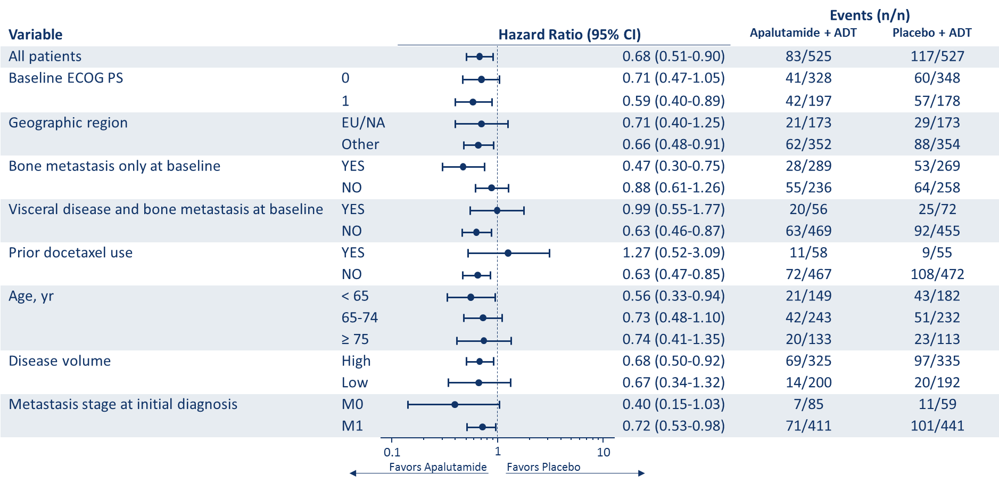 Events (n/n)
Variable Hazard Ratio (95% CI) Apalutamide + ADT Placebo + ADT
All patients 0.68 (0.51-0.90) 83/525 117/527
Baseline ECOG PS 0 0.71 (0.47-1.05) 41/328 60/348
1 0.59 (0.40-0.89) 42/197 57/178
Geographic region EU/NA 0.71 (0.40-1.25) 21/173 29/173
Other 0.66 (0.48-0.91) 62/352 88/354
Bone metastasis only at baseline YES 0.47 (0.30-0.75) 28/289 53/269
NO 0.88 (0.61-1.26) 55/236 64/258
Visceral disease and bone metastasis at baseline YES 0.99 (0.55-1.77) 20/56 25/72
NO 0.63 (0.46-0.87) 63/469 92/455
Prior docetaxel use YES 1.27 (0.52-3.09) 11/58 9/55
NO 0.63 (0.47-0.85) 72/467 108/472
Age, yr < 65 0.56 (0.33-0.94) 21/149 43/182
65-74 0.73 (0.48-1.10) 42/243 51/232
≥ 75 0.74 (0.41-1.35) 20/133 23/113
Disease volume High 0.68 (0.50-0.92) 69/325 97/335
Low 0.67 (0.34-1.32) 14/200 20/192
Metastasis stage at initial diagnosis M0 0.40 (0.15-1.03) 7/85 11/59
M1 0.72 (0.53-0.98) 71/411 101/441
0.1 1 10
Favors Apalutamide Favors Placebo